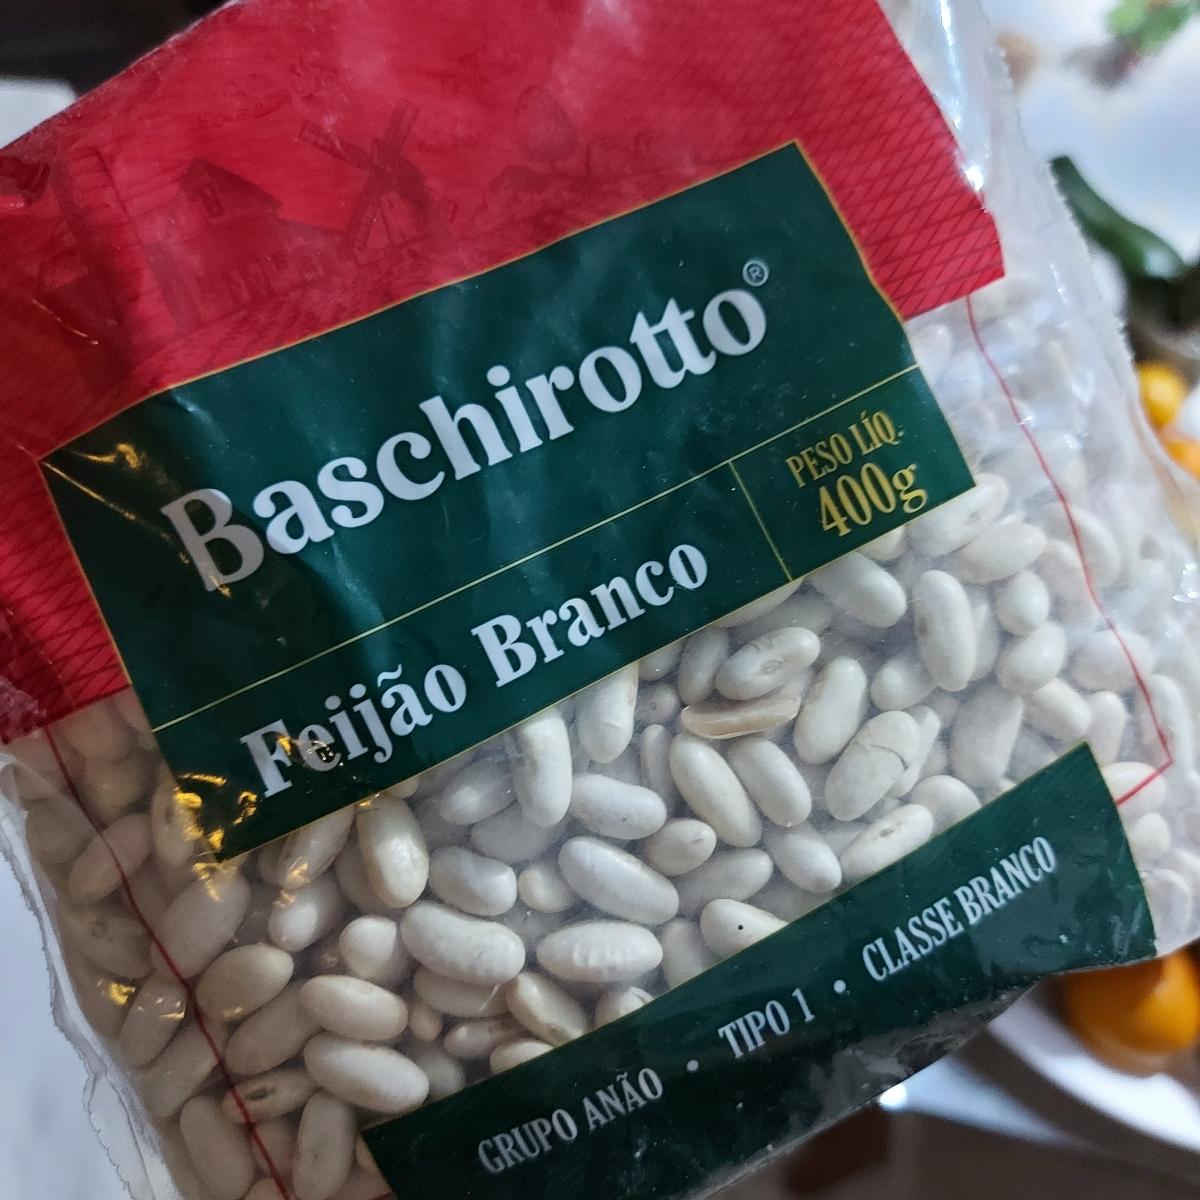 Baschirotto®
PESO LÍQ.
400g
Feijão Branco
GRUPO ANÃO • TIPO 1 • CLASSE BRANCO